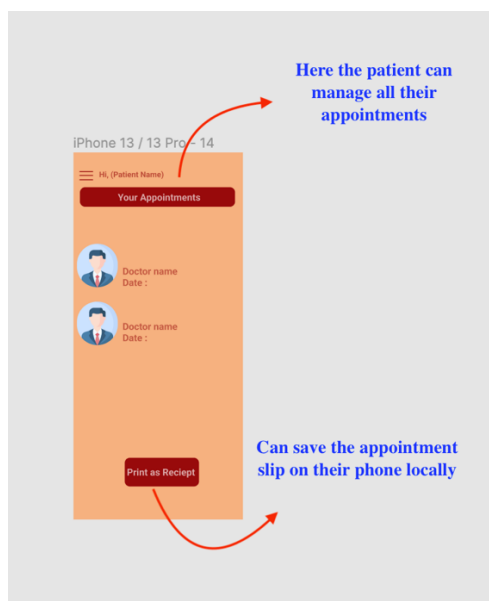 Here the patient can
manage all their
appointments
iPhone 13 / 13 Pro - 14
Hi, (Patient Name)
Your Appointments
Doctor name
Date :
Doctor name
Date :
Can save the appointment
slip on their phone locally
Print as Reciept